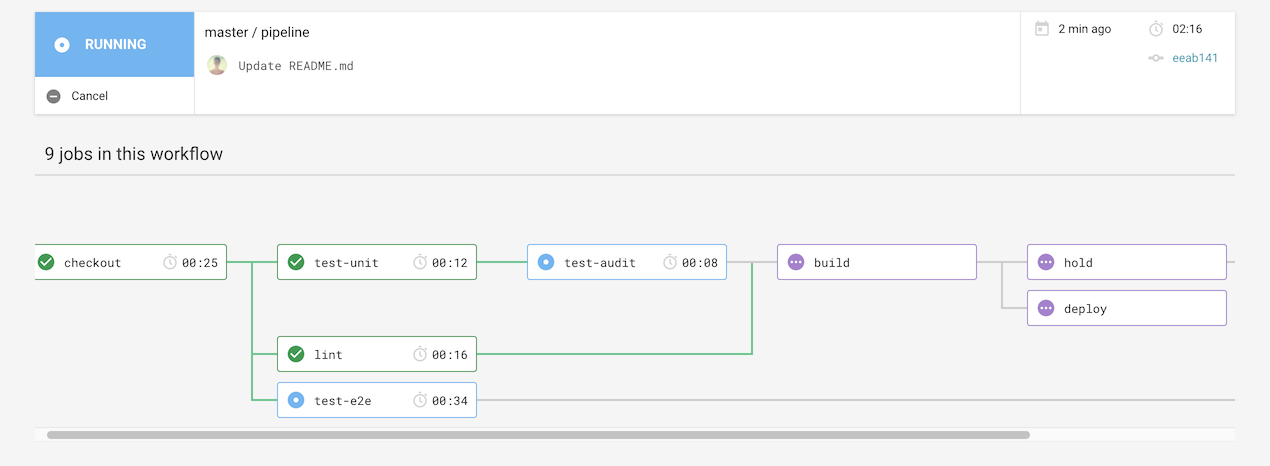 RUNNING
Cancel
master / pipeline
Update README.md
2 min ago
02:16
eeab141
9 jobs in this workflow
checkout 00:25
test-unit 00:12
test-audit 00:08
build
hold
deploy
lint 00:16
test-e2e 00:34